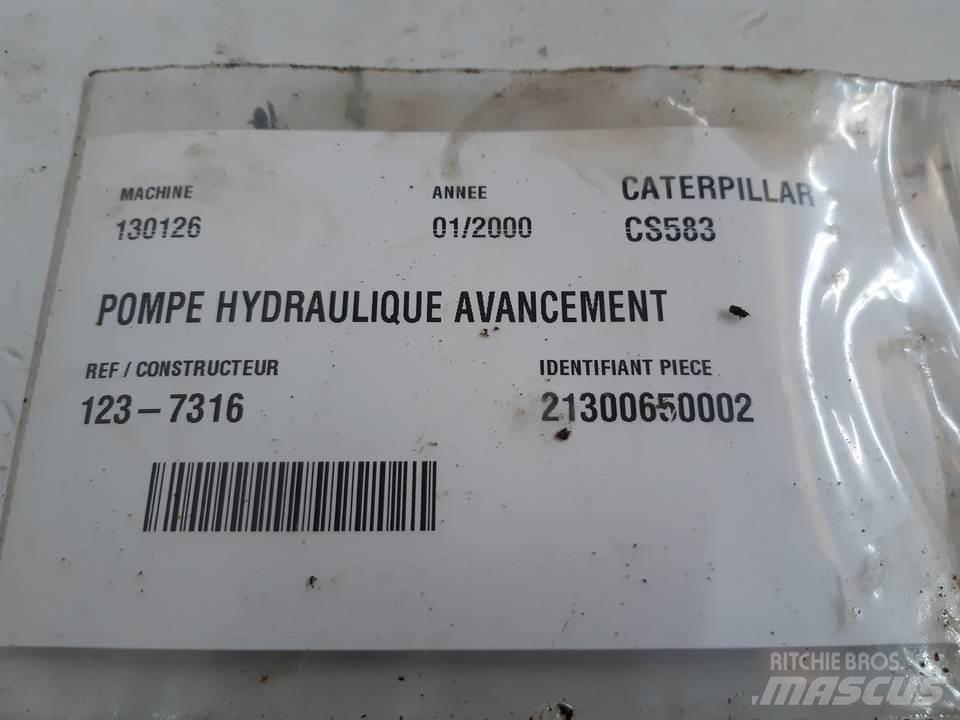 MACHINE ANNEE CATERPILLAR
130126 01/2000 CS583
POMPE HYDRAULIQUE AVANCEMENT
REF / CONSTRUCTEUR IDENTIFIANT PIECE
123-7316 21300650002
RITCHIE BROS.
MASCUS